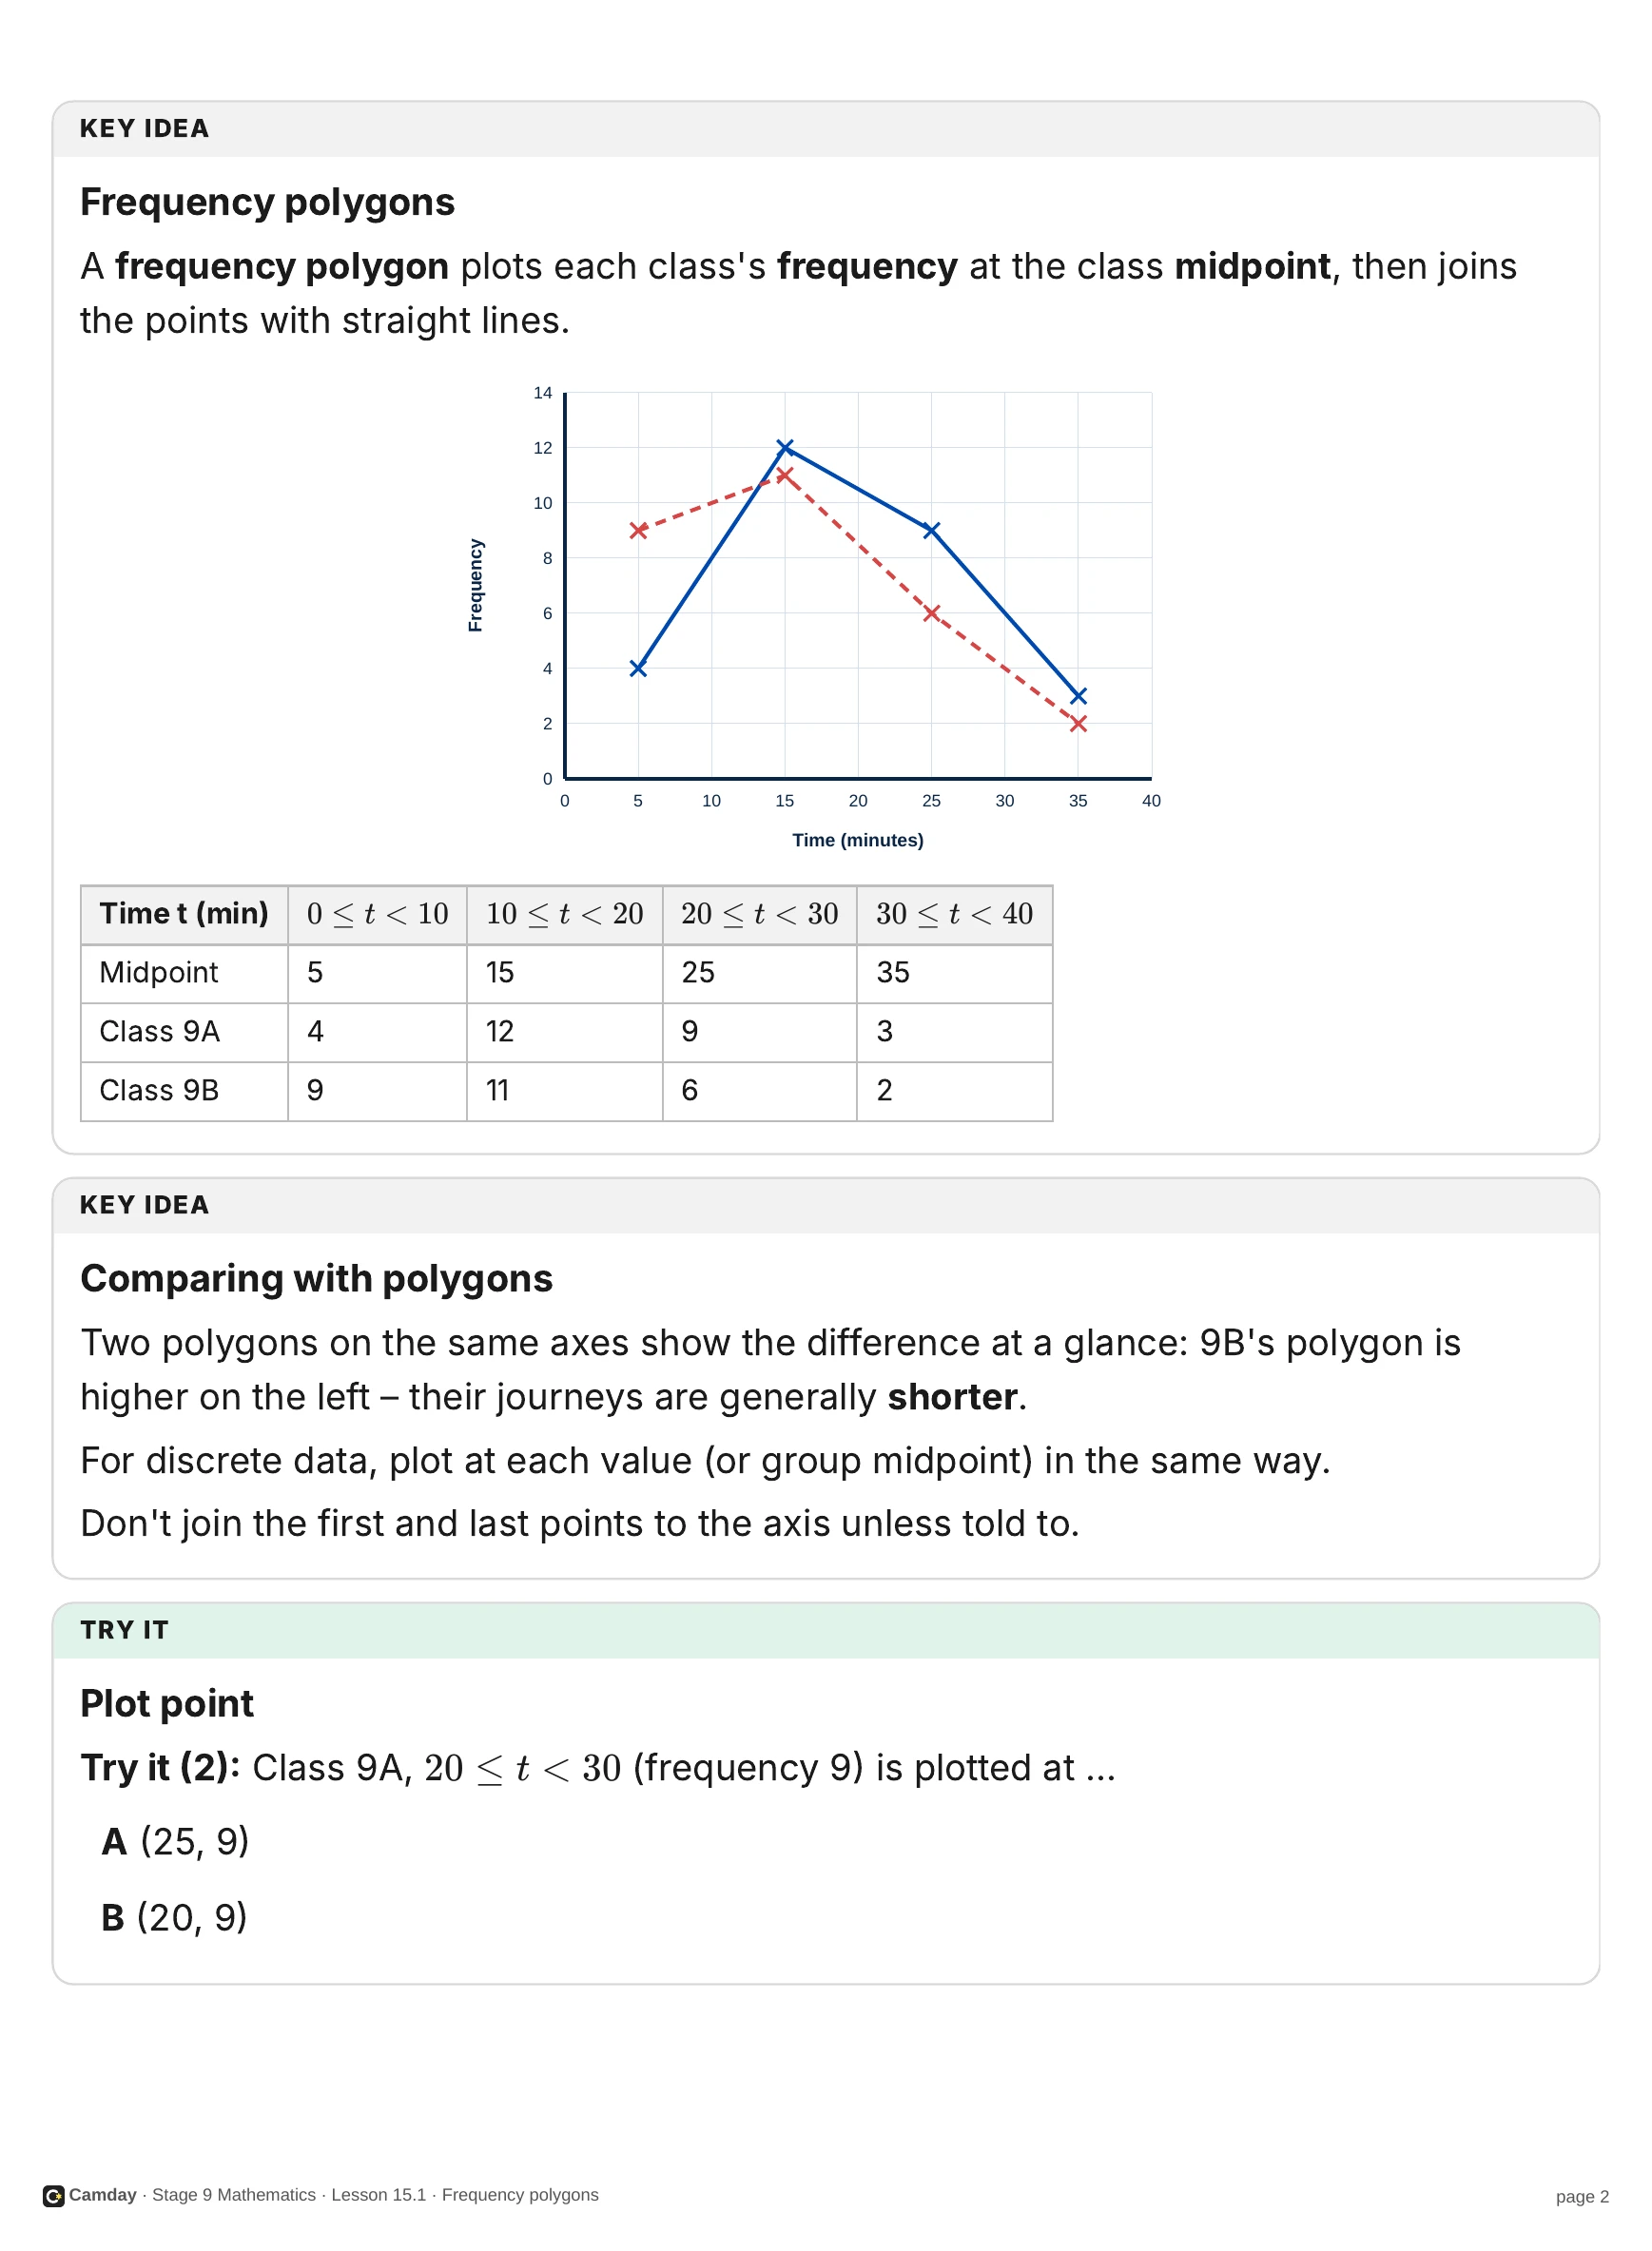 KEY IDEA
Frequency polygons
A frequency polygon plots each class's frequency at the class midpoint, then joins
the points with straight lines.
14
12
10
8
6
4
2
0
Frequency
0 5 10 15 20 25 30 35 40
Time (minutes)
Time t (min) 0 ≤ t < 10 10 ≤ t < 20 20 ≤ t < 30 30 ≤ t < 40
Midpoint 5 15 25 35
Class 9A 4 12 9 3
Class 9B 9 11 6 2
KEY IDEA
Comparing with polygons
Two polygons on the same axes show the difference at a glance: 9B's polygon is
higher on the left – their journeys are generally shorter.
For discrete data, plot at each value (or group midpoint) in the same way.
Don't join the first and last points to the axis unless told to.
TRY IT
Plot point
Try it (2): Class 9A, 20 ≤ t < 30 (frequency 9) is plotted at ...
A (25, 9)
B (20, 9)
Camday · Stage 9 Mathematics · Lesson 15.1 · Frequency polygons
page 2